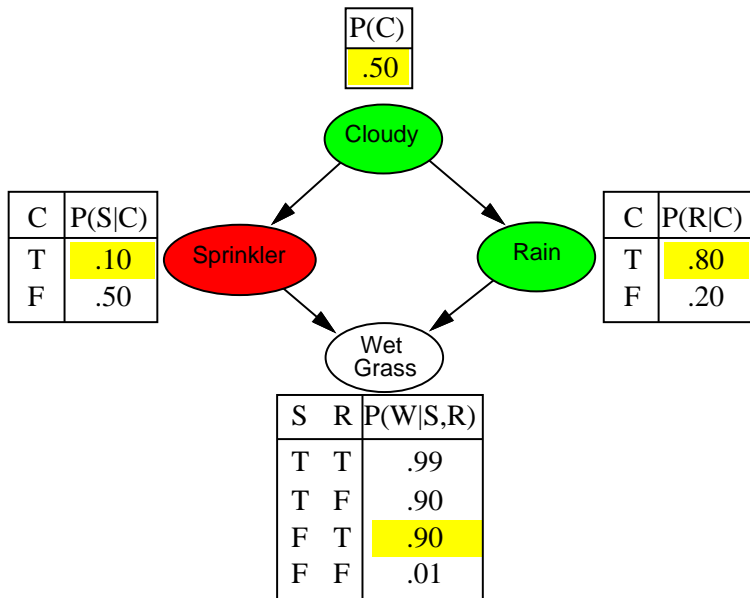 P(C)
.50
Cloudy
C P(S|C)
T .10
F .50
Sprinkler
Rain
C P(R|C)
T .80
F .20
Wet
Grass
S R P(W|S,R)
T T .99
T F .90
F T .90
F F .01